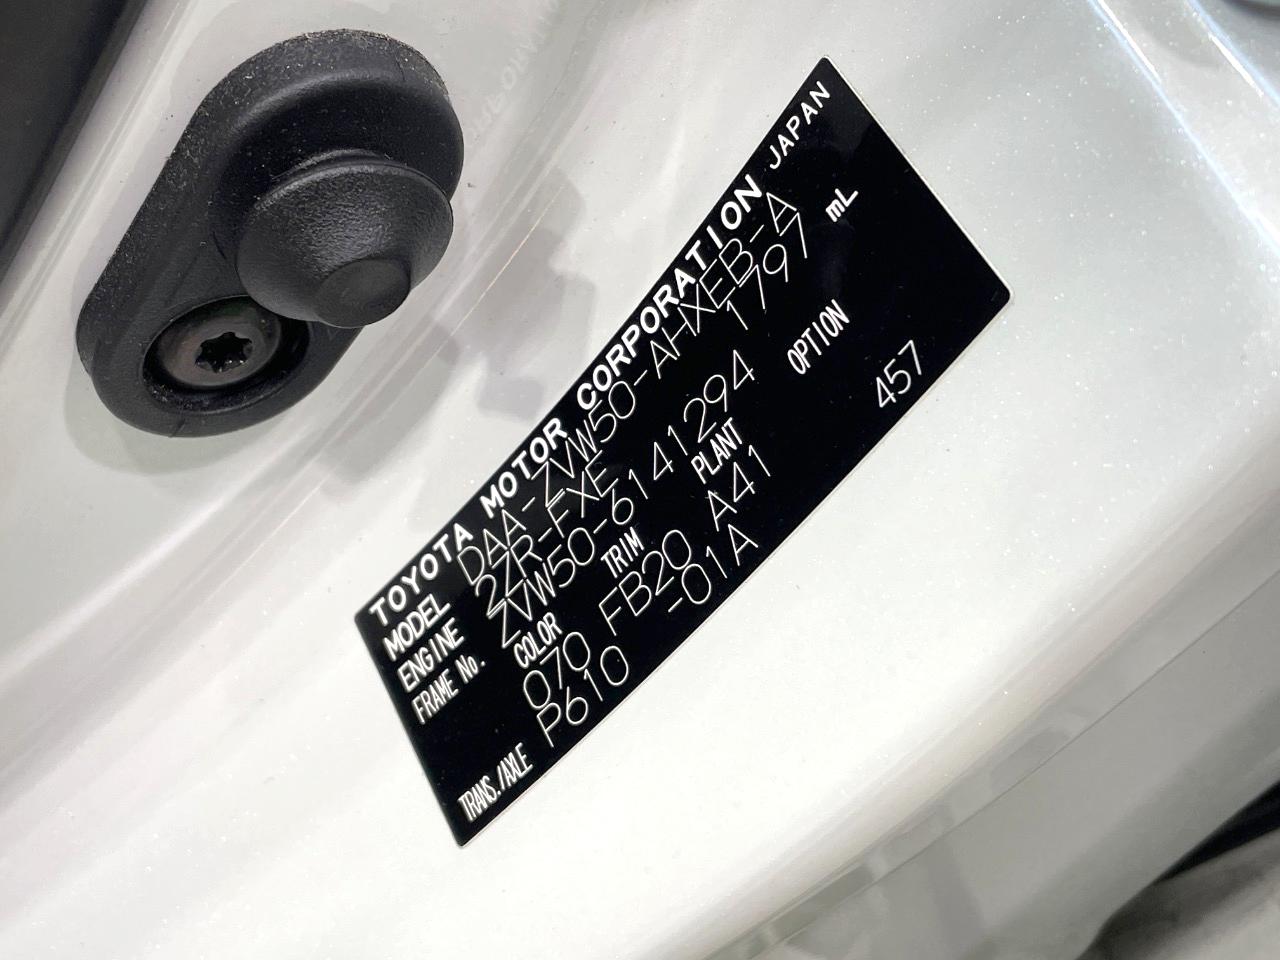 TOYOTA MOTOR CORPORATION JAPAN
MODEL DAA-ZVW50-AHXEB-A
ENGINE 2ZR-FXE 1797 mL
FRAME No. ZVW50-6141294
COLOR TRIM PLANT OPTION
070 FB20 A41 457
TRANS./AXLE P610 -01A